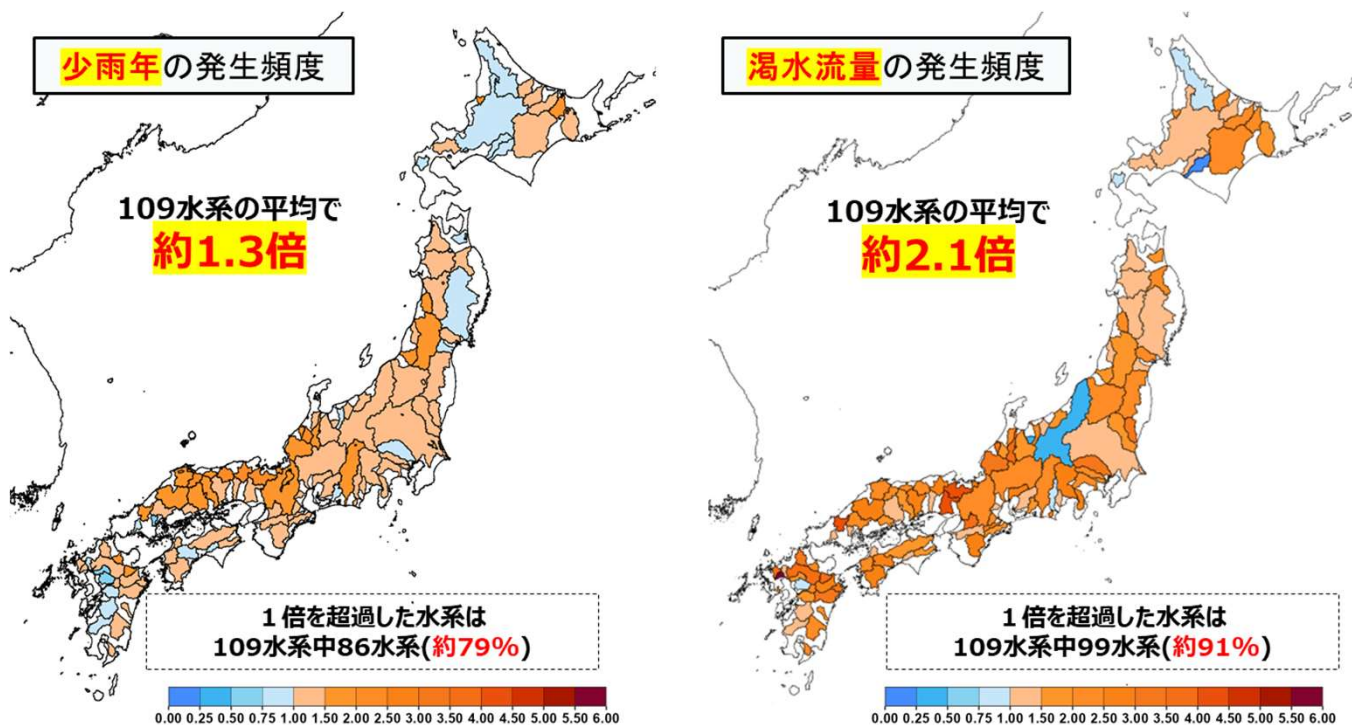 少雨年の発生頻度
109水系の平均で
約1.3倍
1倍を超過した水系は
109水系中86水系(約79%)
0.00 0.25 0.50 0.75 1.00 1.50 2.00 2.50 3.00 3.50 4.00 4.50 5.00 5.50 6.00
渇水流量の発生頻度
109水系の平均で
約2.1倍
1倍を超過した水系は
109水系中99水系(約91%)
0.00 0.25 0.50 0.75 1.00 1.50 2.00 2.50 3.00 3.50 4.00 4.50 5.00 5.50 6.00